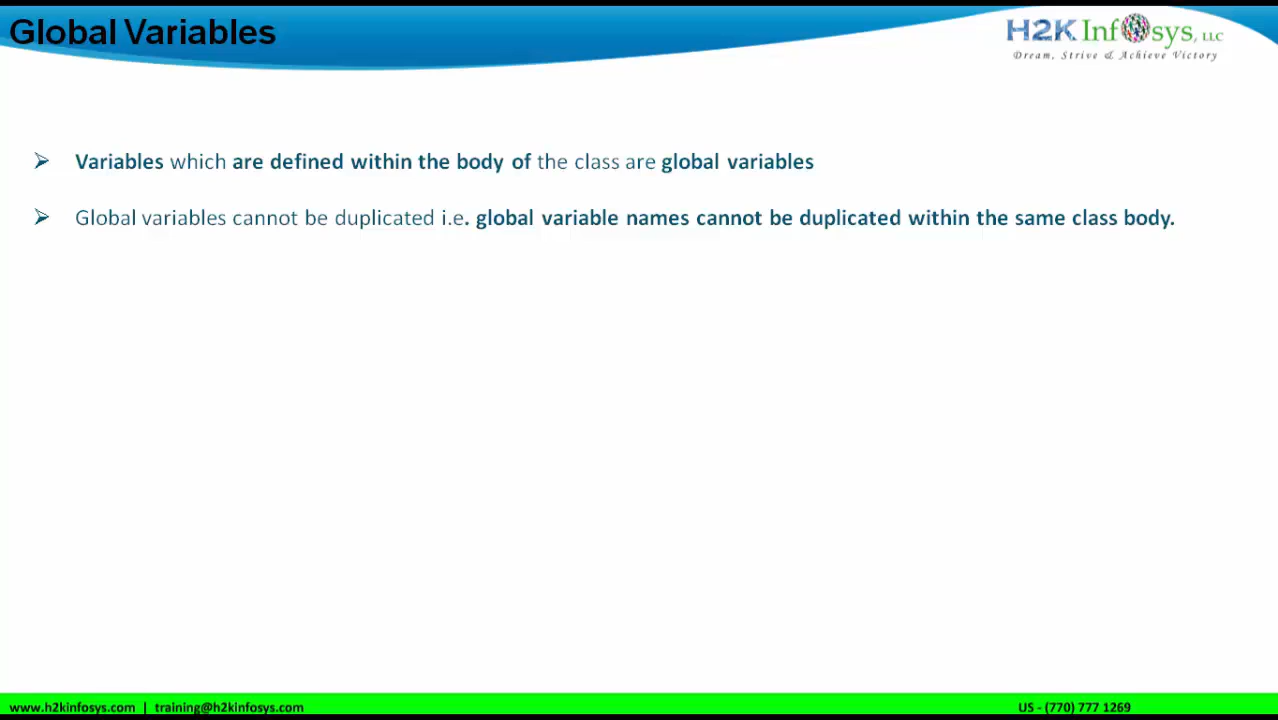 Global Variables
H2K Infosys, LLC
Dream, Strive & Achieve Victory
Variables which are defined within the body of the class are global variables
Global variables cannot be duplicated i.e. global variable names cannot be duplicated within the same class body.
www.h2kinfosys.com | training@h2kinfosys.com
US - (770) 777 1269